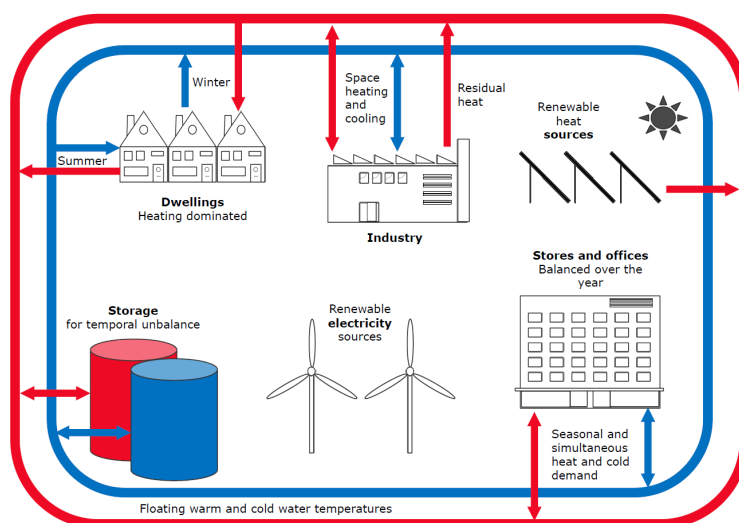 Winter
Summer
Dwellings
Heating dominated
Space
heating
and
cooling
Residual
heat
Industry
Renewable
heat
sources
Stores and offices
Balanced over the
year
Storage
for temporal unbalance
Renewable
electricity
sources
Seasonal and
simultaneous
heat and cold
demand
Floating warm and cold water temperatures